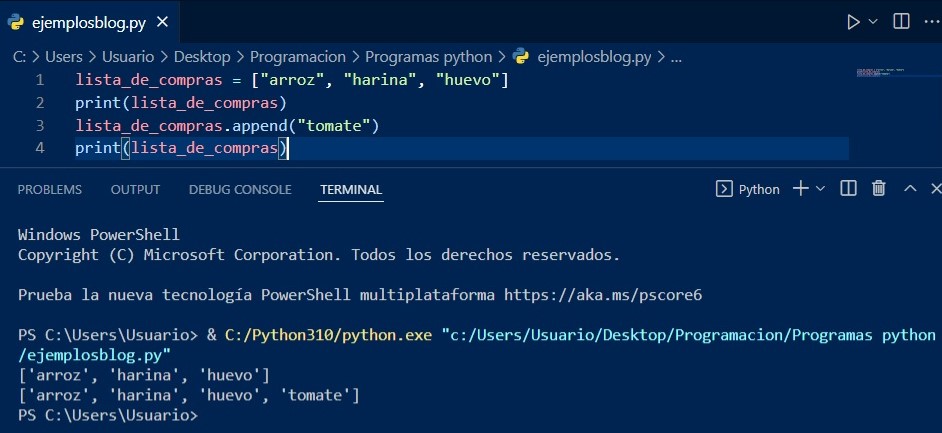 ejemplosblog.py
C: > Users > Usuario > Desktop > Programacion > Programas python > ejemplosblog.py > ...
1 lista_de_compras = ["arroz", "harina", "huevo"]
2 print(lista_de_compras)
3 lista_de_compras.append("tomate")
4 print(lista_de_compras)
PROBLEMS OUTPUT DEBUG CONSOLE TERMINAL Python
Windows PowerShell
Copyright (C) Microsoft Corporation. Todos los derechos reservados.
Prueba la nueva tecnología PowerShell multiplataforma https://aka.ms/pscore6
PS C:\Users\Usuario> & C:/Python310/python.exe "c:/Users/Usuario/Desktop/Programacion/Programas python
/ejemplosblog.py"
['arroz', 'harina', 'huevo']
['arroz', 'harina', 'huevo', 'tomate']
PS C:\Users\Usuario>